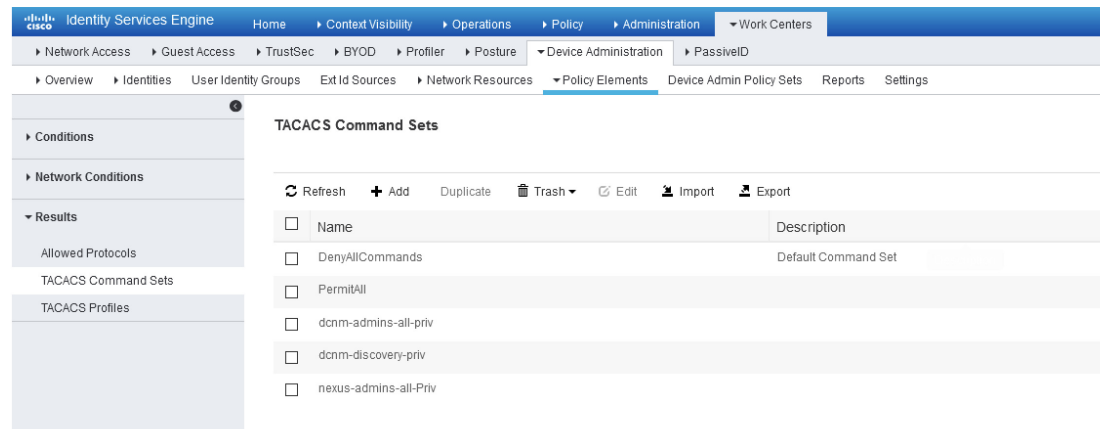 cisco Identity Services Engine Home Context Visibility Operations Policy Administration Work Centers
Network Access Guest Access TrustSec BYOD Profiler Posture Device Administration PassiveID
Overview Identities User Identity Groups Ext Id Sources Network Resources Policy Elements Device Admin Policy Sets Reports Settings
Conditions
Network Conditions
Results
Allowed Protocols
TACACS Command Sets
TACACS Profiles
TACACS Command Sets
Refresh Add Duplicate Trash Edit Import Export
Name Description
DenyAllCommands Default Command Set
PermitAll
dcnm-admins-all-priv
dcnm-discovery-priv
nexus-admins-all-Priv